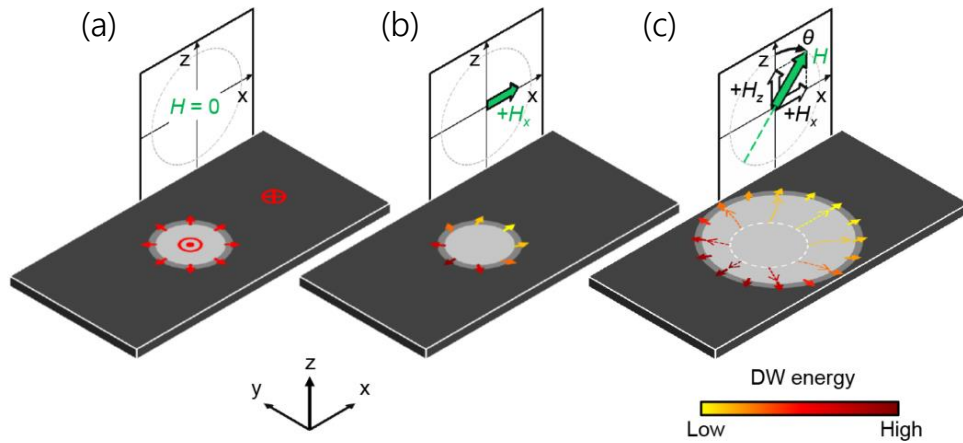 (a)
z
x
H = 0
(b)
z
x
+Hx
(c)
θ
z
H
+Hz
x
+Hx
z
y
x
DW energy
Low
High